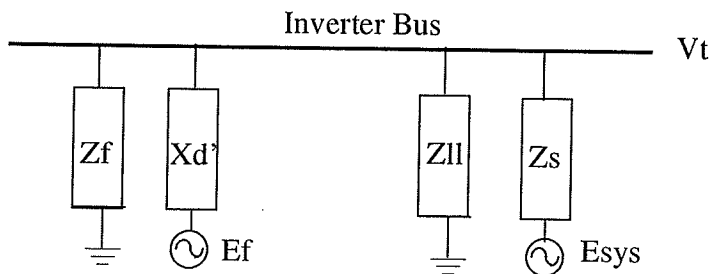 Inverter Bus
Vt
Zf
Xd'
Zll
Zs
Ef
Esys